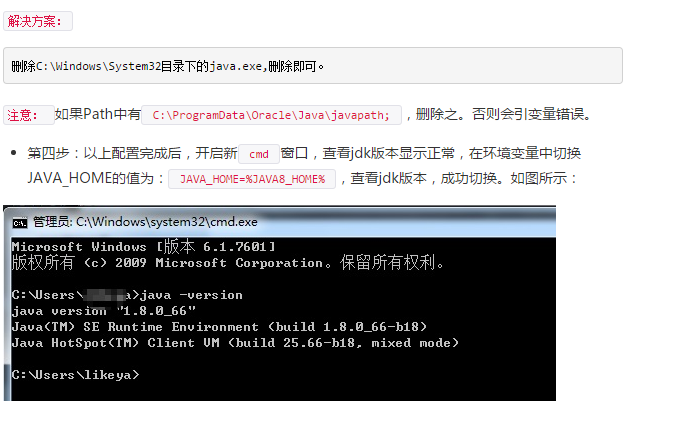 解决方案：
删除C:\Windows\System32目录下的java.exe,删除即可。
注意： 如果Path中有 C:\ProgramData\Oracle\Java\javapath; ，删除之。否则会引变量错误。
第四步：以上配置完成后，开启新 cmd 窗口，查看jdk版本显示正常，在环境变量中切换
JAVA_HOME的值为： JAVA_HOME=%JAVA8_HOME% ，查看jdk版本，成功切换。如图所示：
管理员: C:\Windows\system32\cmd.exe
Microsoft Windows [版本 6.1.7601]
版权所有 (c) 2009 Microsoft Corporation。保留所有权利。
C:\Users\ a>java -version
java version "1.8.0_66"
Java(TM) SE Runtime Environment (build 1.8.0_66-b18)
Java HotSpot(TM) Client VM (build 25.66-b18, mixed mode)
C:\Users\likeya>